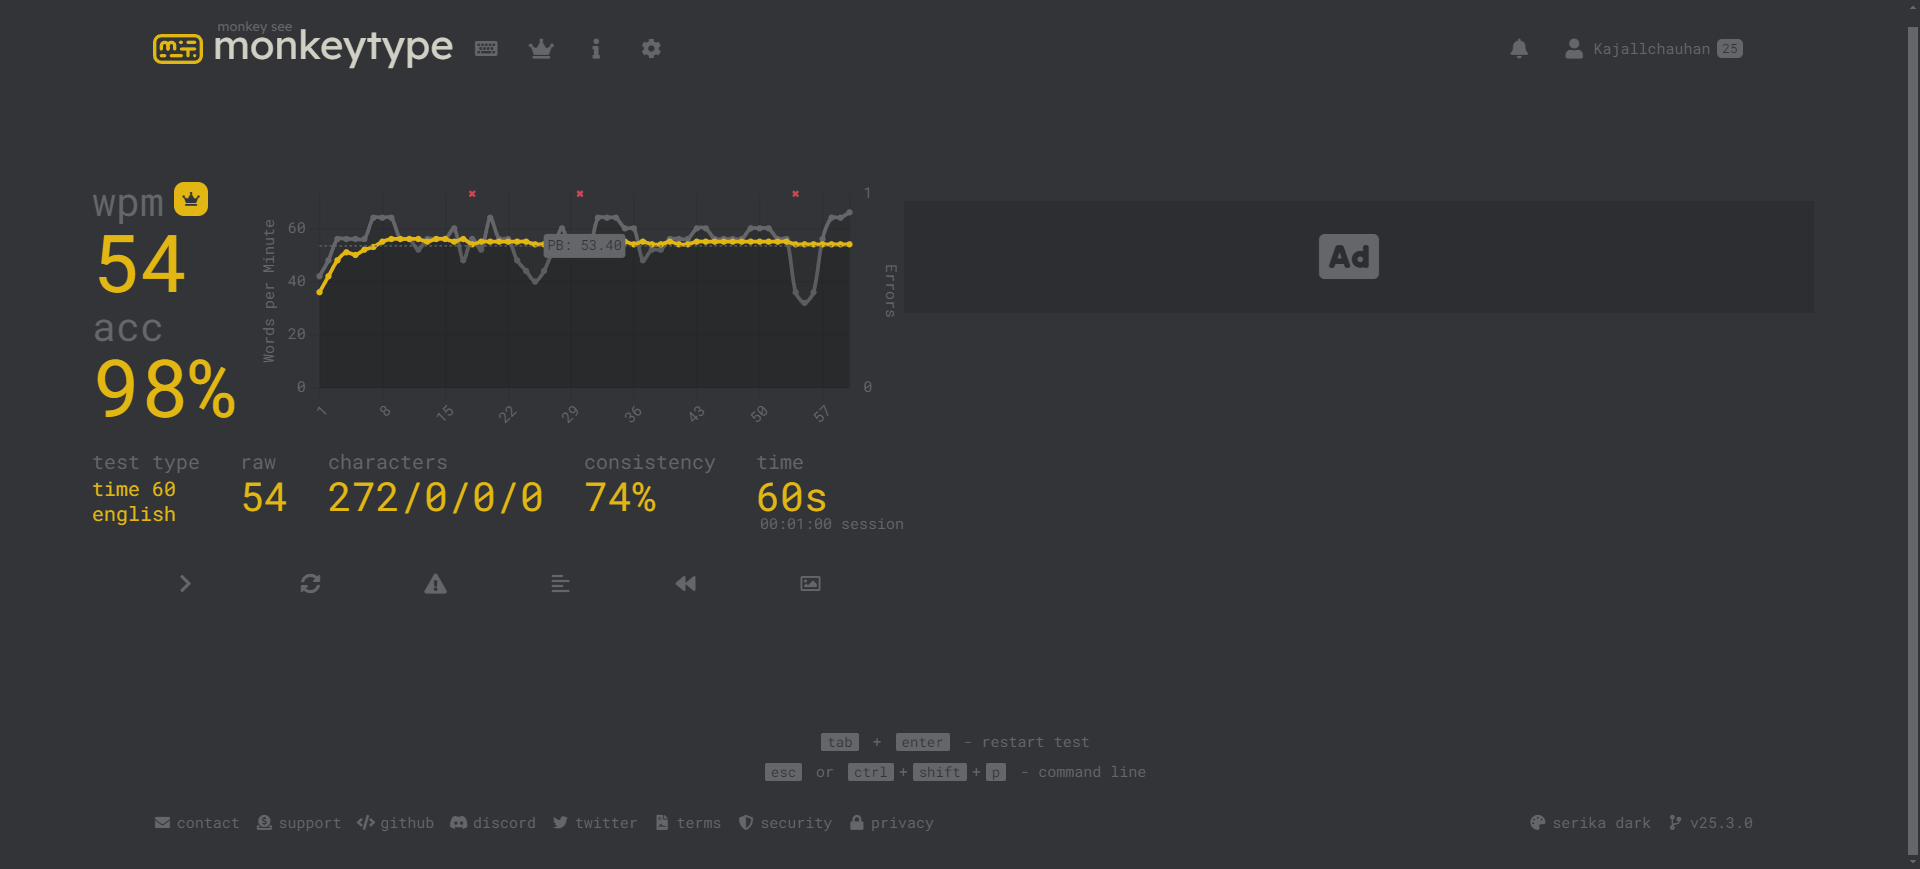 monkey see
monkeytype
Kajallchauhan 25
wpm
54
acc
98%
Words per Minute
60
40
20
0
PB: 53.40
1 8 15 22 29 36 43 50 57
1
0
Errors
Ad
test type
time 60
english
raw
54
characters
272/0/0/0
consistency
74%
time
60s
00:01:00 session
tab + enter - restart test
esc or ctrl + shift + p - command line
contact support github discord twitter terms security privacy
serika dark v25.3.0